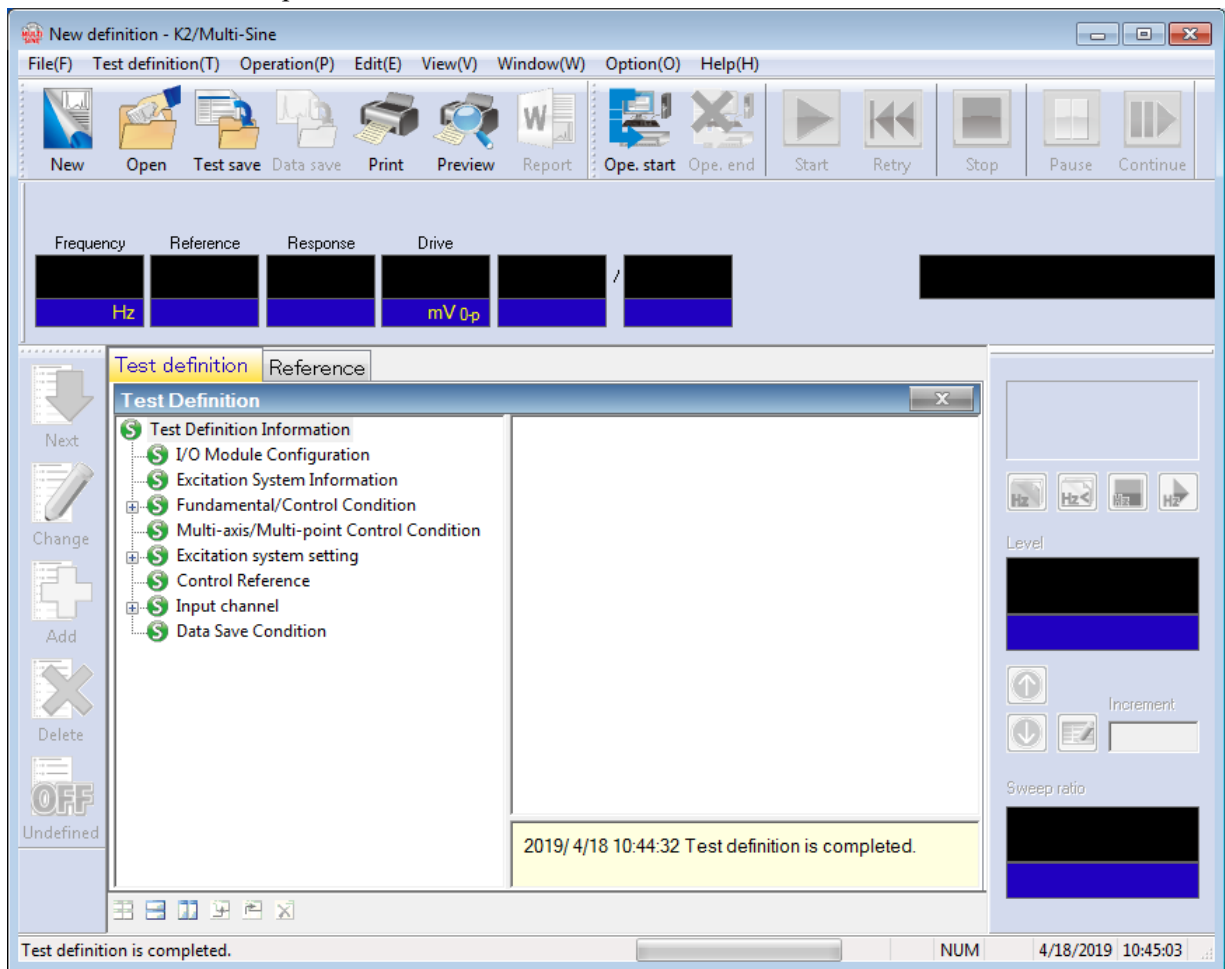 New definition - K2/Multi-Sine
File(F) Test definition(T) Operation(P) Edit(E) View(V) Window(W) Option(O) Help(H)
New Open Test save Data save Print Preview Report Ope. start Ope. end Start Retry Stop Pause Continue
Frequency Reference Response Drive
/
Hz mV 0-p
Test definition Reference
Test Definition
Test Definition Information
I/O Module Configuration
Excitation System Information
Fundamental/Control Condition
Multi-axis/Multi-point Control Condition
Excitation system setting
Control Reference
Input channel
Data Save Condition
2019/ 4/18 10:44:32 Test definition is completed.
Next
Change
Add
Delete
OFF
Undefined
Hz Hz< Hz Hz
Level
Increment
Sweep ratio
Test definition is completed. NUM 4/18/2019 10:45:03